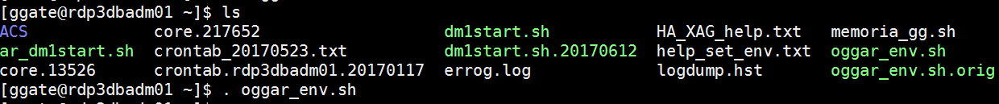 [ggate@rdp3dbadm01 ~]$ ls
ACS core.217652 dm1start.sh HA_XAG_help.txt memoria_gg.sh
ar_dm1start.sh crontab_20170523.txt dm1start.sh.20170612 help_set_env.txt oggar_env.sh
core.13526 crontab.rdp3dbadm01.20170117 errog.log logdump.hst oggar_env.sh.orig
[ggate@rdp3dbadm01 ~]$ . oggar_env.sh